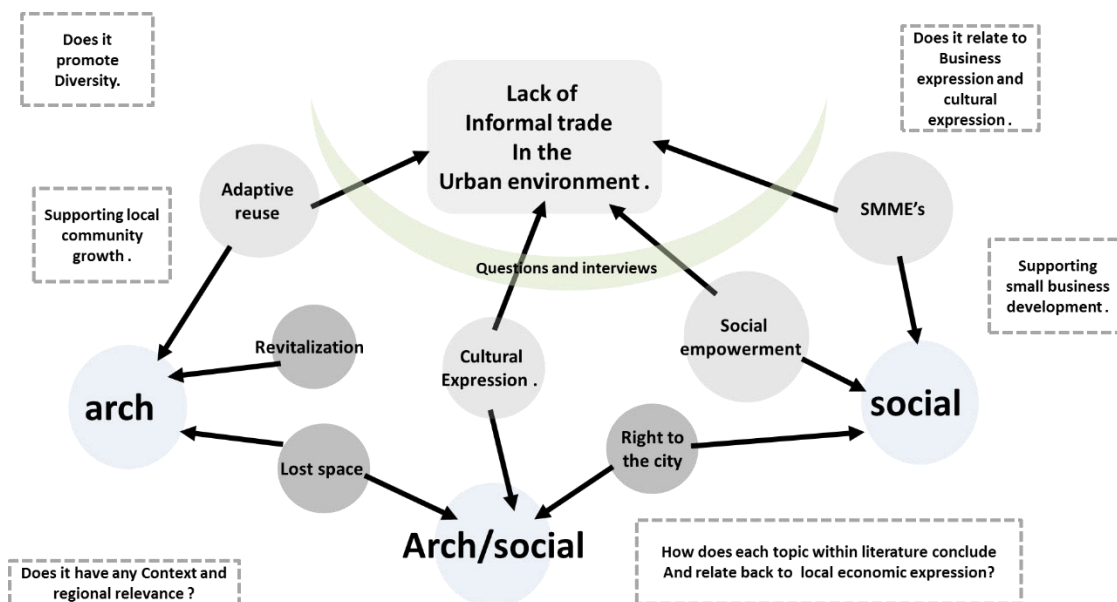 Does it
promote
Diversity.
Does it relate to
Business
expression and
cultural
expression .
Lack of
Informal trade
In the
Urban environment .
Adaptive
reuse
SMME's
Supporting local
community
growth .
Questions and interviews
Supporting
small business
development .
Revitalization
Cultural
Expression .
Social
empowerment
arch
social
Lost space
Right to
the city
Arch/social
Does it have any Context and
regional relevance ?
How does each topic within literature conclude
And relate back to local economic expression?